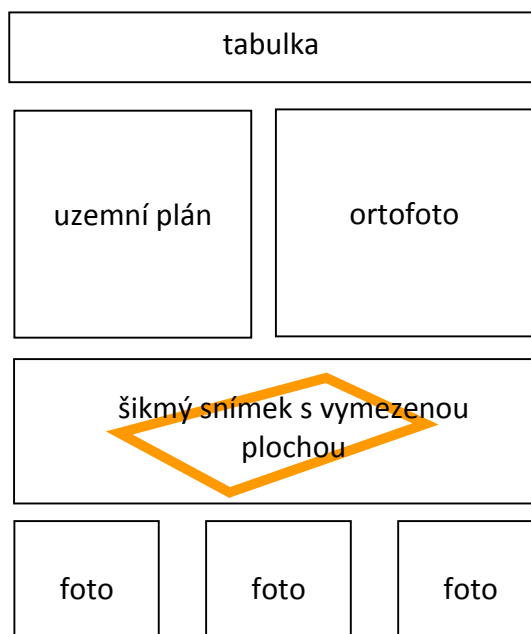 tabulka
uzemní plán
ortofoto
šikmý snímek s vymezenou
plochou
foto
foto
foto